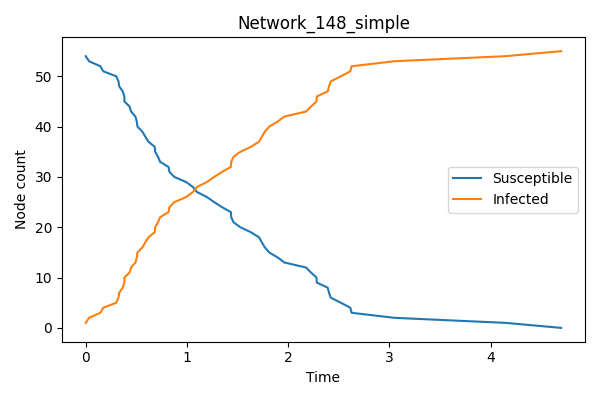 Network_148_simple
Node count
50
40
30
20
10
0
Susceptible
Infected
0 1 2 3 4
Time